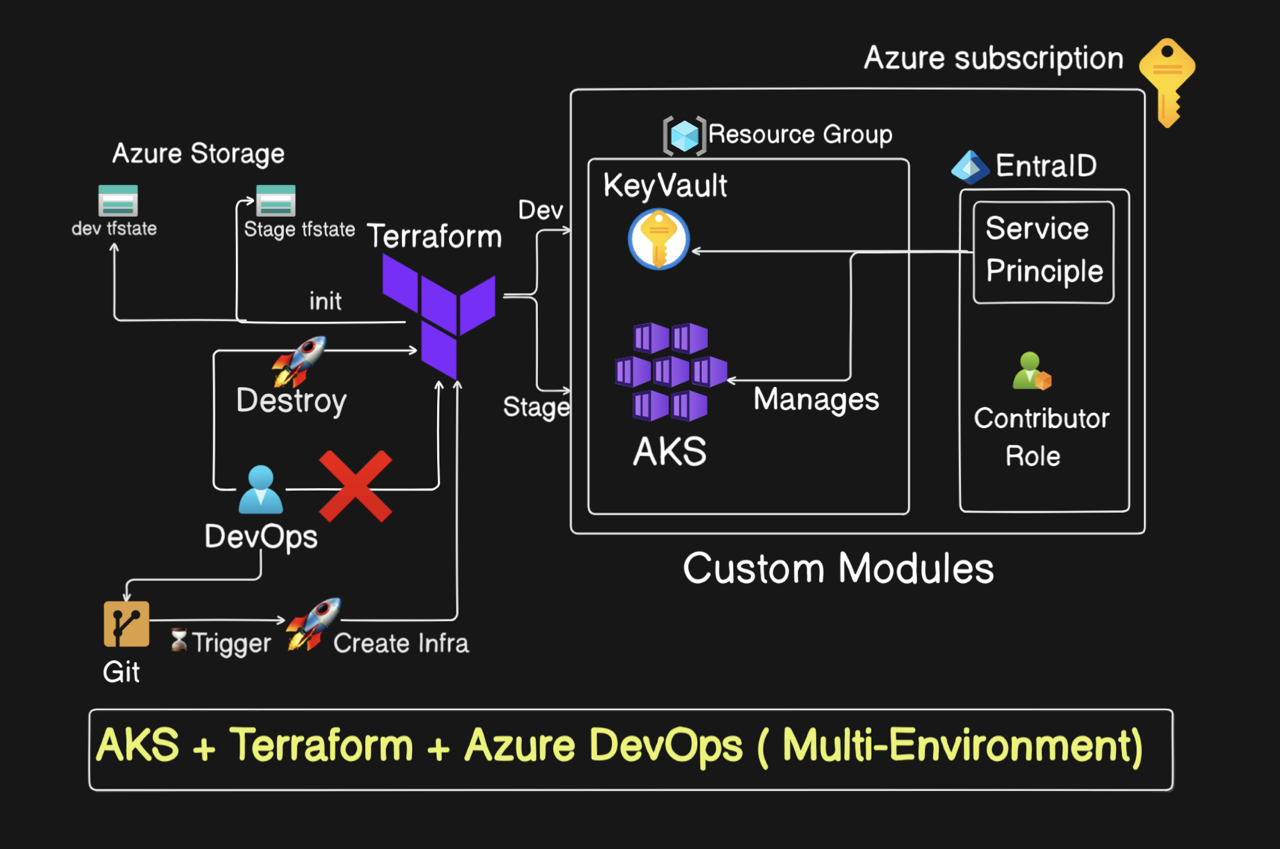 Azure subscription
Resource Group
Azure Storage
EntraID
KeyVault
dev tfstate
Stage tfstate
Terraform
Dev
Service
Principle
init
Destroy
Stage
Manages
Contributor
Role
AKS
DevOps
Custom Modules
Trigger
Create Infra
Git
AKS + Terraform + Azure DevOps ( Multi-Environment)